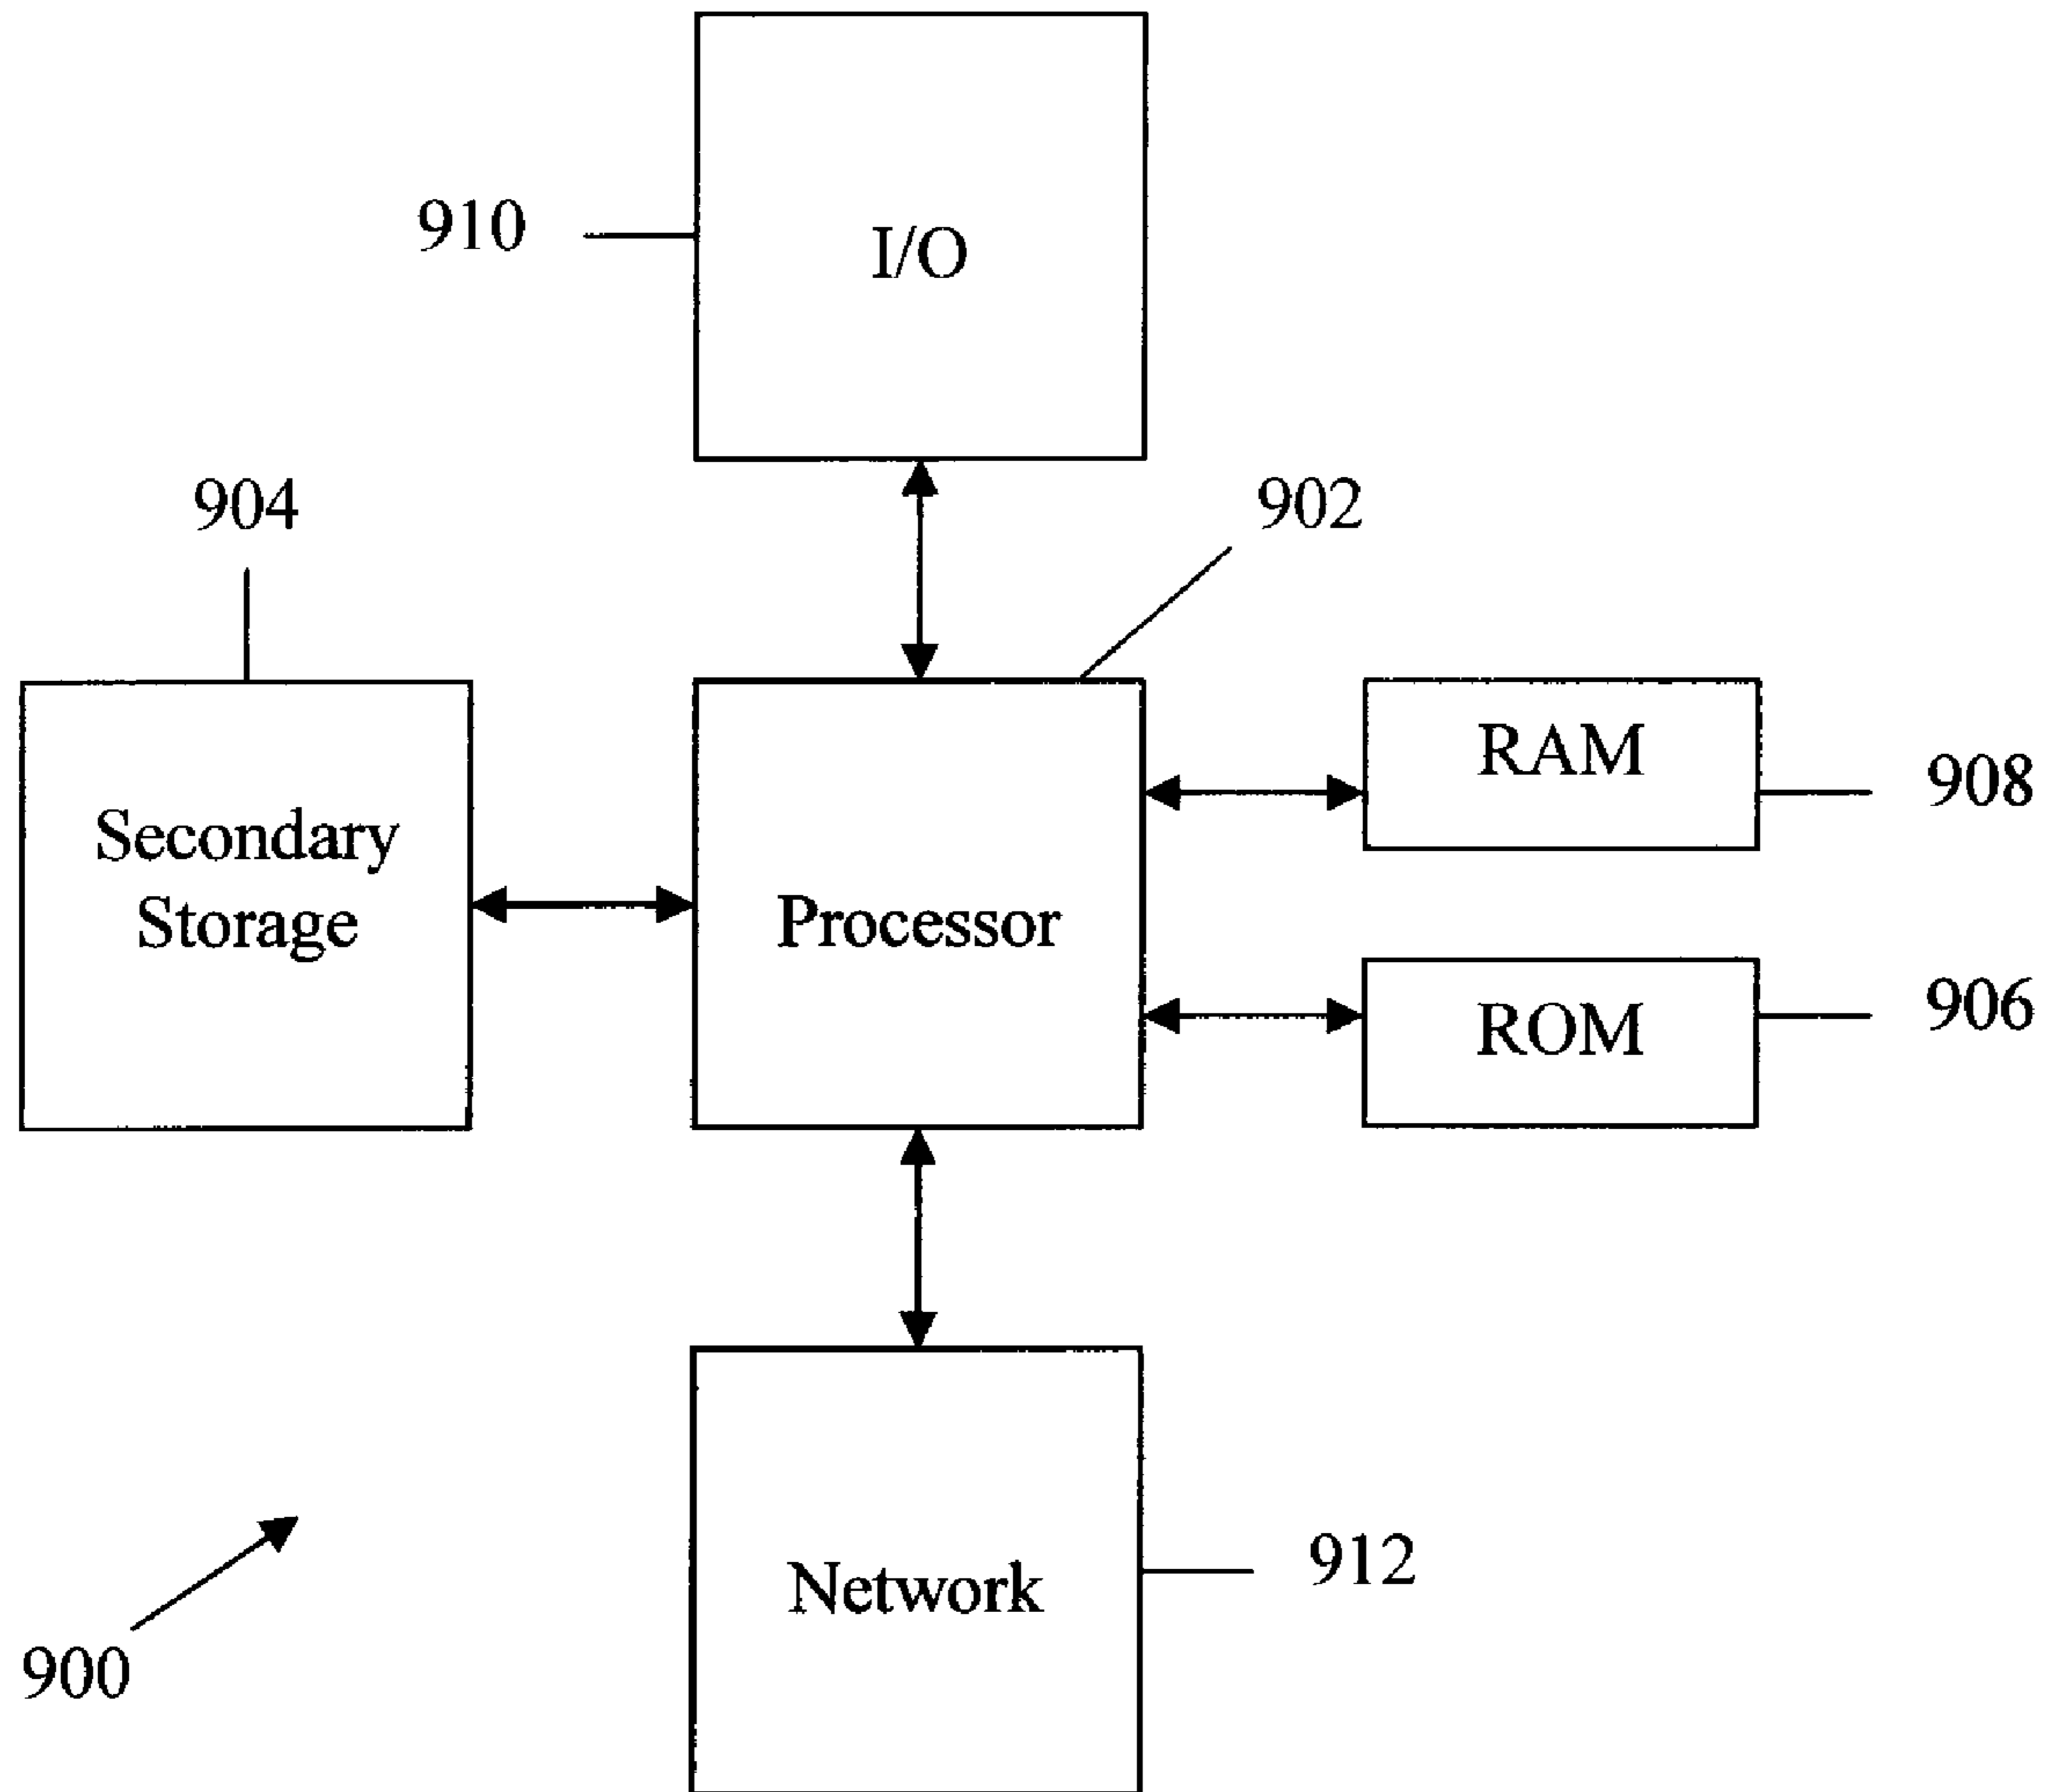 910
I/O
904
902
RAM
908
Secondary
Storage
Processor
906
ROM
912
Network
900